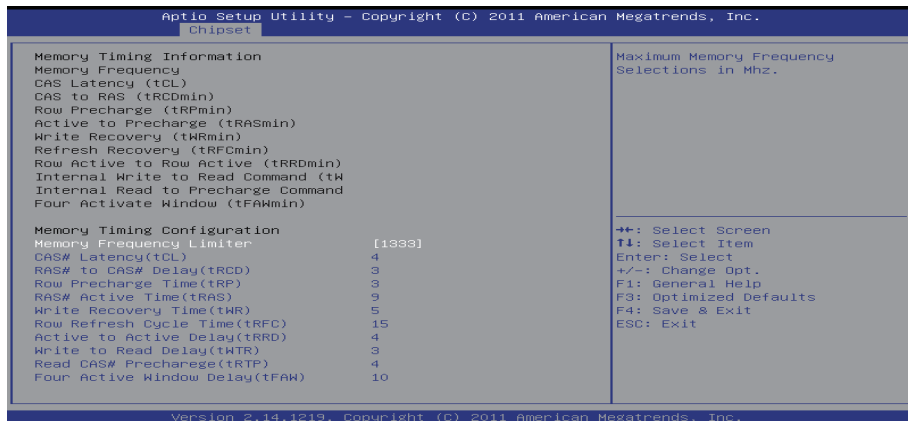 Aptio Setup Utility – Copyright (C) 2011 American Megatrends, Inc.
Chipset
Memory Timing Information
Memory Frequency
CAS Latency (tCL)
CAS to RAS (tRCDmin)
Row Precharge (tRPmin)
Active to Precharge (tRASmin)
Write Recovery (tWRmin)
Refresh Recovery (tRFCmin)
Row Active to Row Active (tRRDmin)
Internal Write to Read Command (tW
Internal Read to Precharge Command
Four Activate Window (tFAWmin)
Memory Timing Configuration
Memory Frequency Limiter [1333]
CAS# Latency(tCL) 4
RAS# to CAS# Delay(tRCD) 3
Row Precharge Time(tRP) 3
RAS# Active Time(tRAS) 9
Write Recovery Time(tWR) 5
Row Refresh Cycle Time(tRFC) 15
Active to Active Delay(tRRD) 4
Write to Read Delay(tWTR) 3
Read CAS# Precharege(tRTP) 4
Four Active Window Delay(tFAW) 10
Maximum Memory Frequency
Selections in Mhz.
→←: Select Screen
↑↓: Select Item
Enter: Select
+/-: Change Opt.
F1: General Help
F3: Optimized Defaults
F4: Save & Exit
ESC: Exit
Version 2.14.1219. Copyright (C) 2011 American Megatrends, Inc.